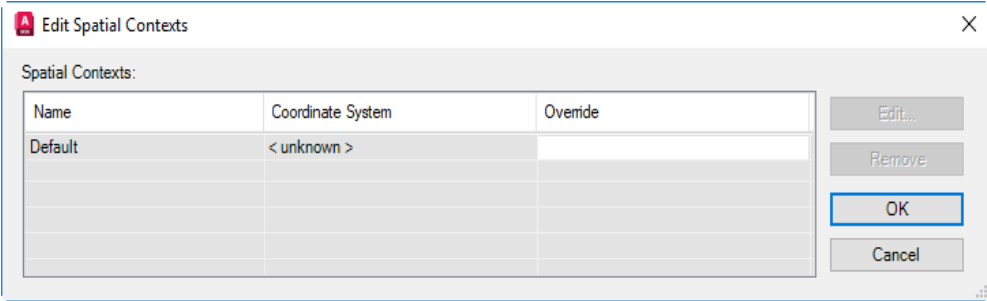 Edit Spatial Contexts
Spatial Contexts:
Name Coordinate System Override
Edit...
Default < unknown >
Remove
OK
Cancel